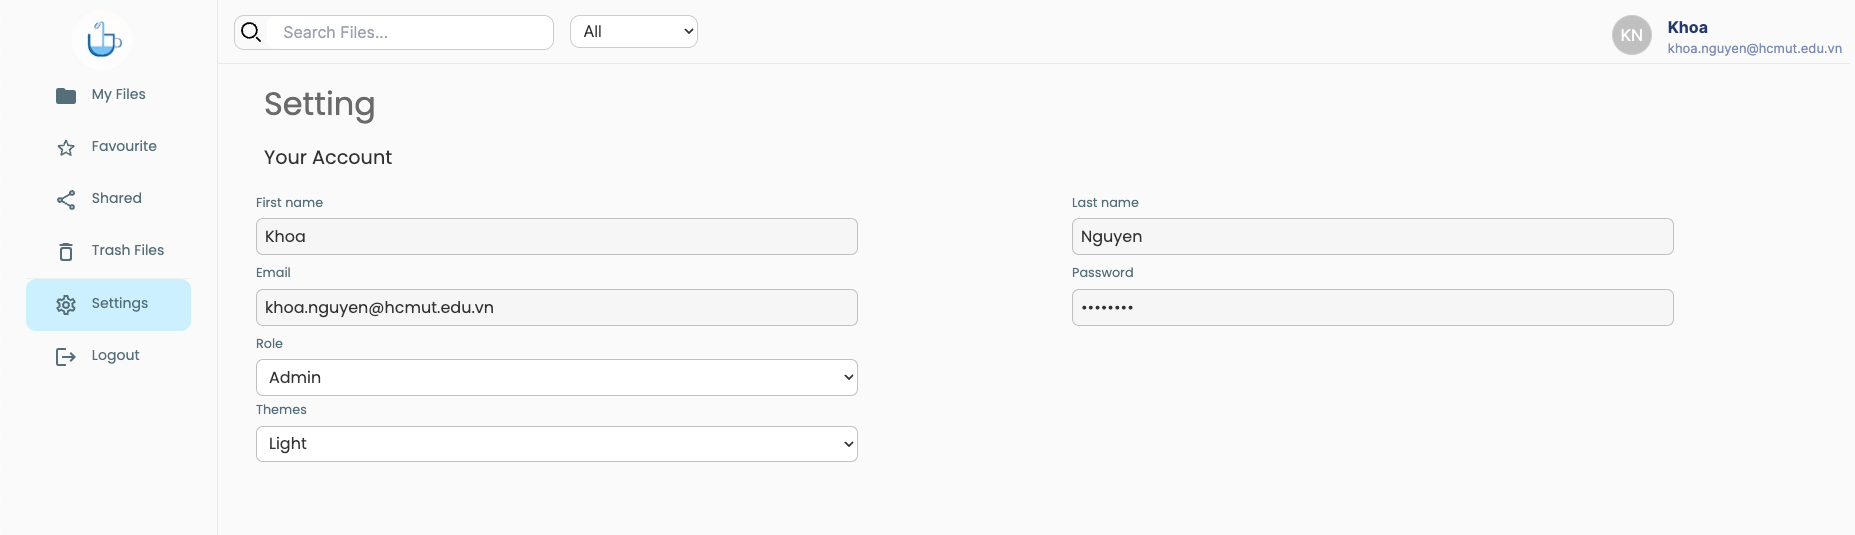 Search Files...
All
KN
Khoa
khoa.nguyen@hcmut.edu.vn
My Files
Favourite
Shared
Trash Files
Settings
Logout
Setting
Your Account
First name
Khoa
Last name
Nguyen
Email
khoa.nguyen@hcmut.edu.vn
Password
••••••••
Role
Admin
Themes
Light